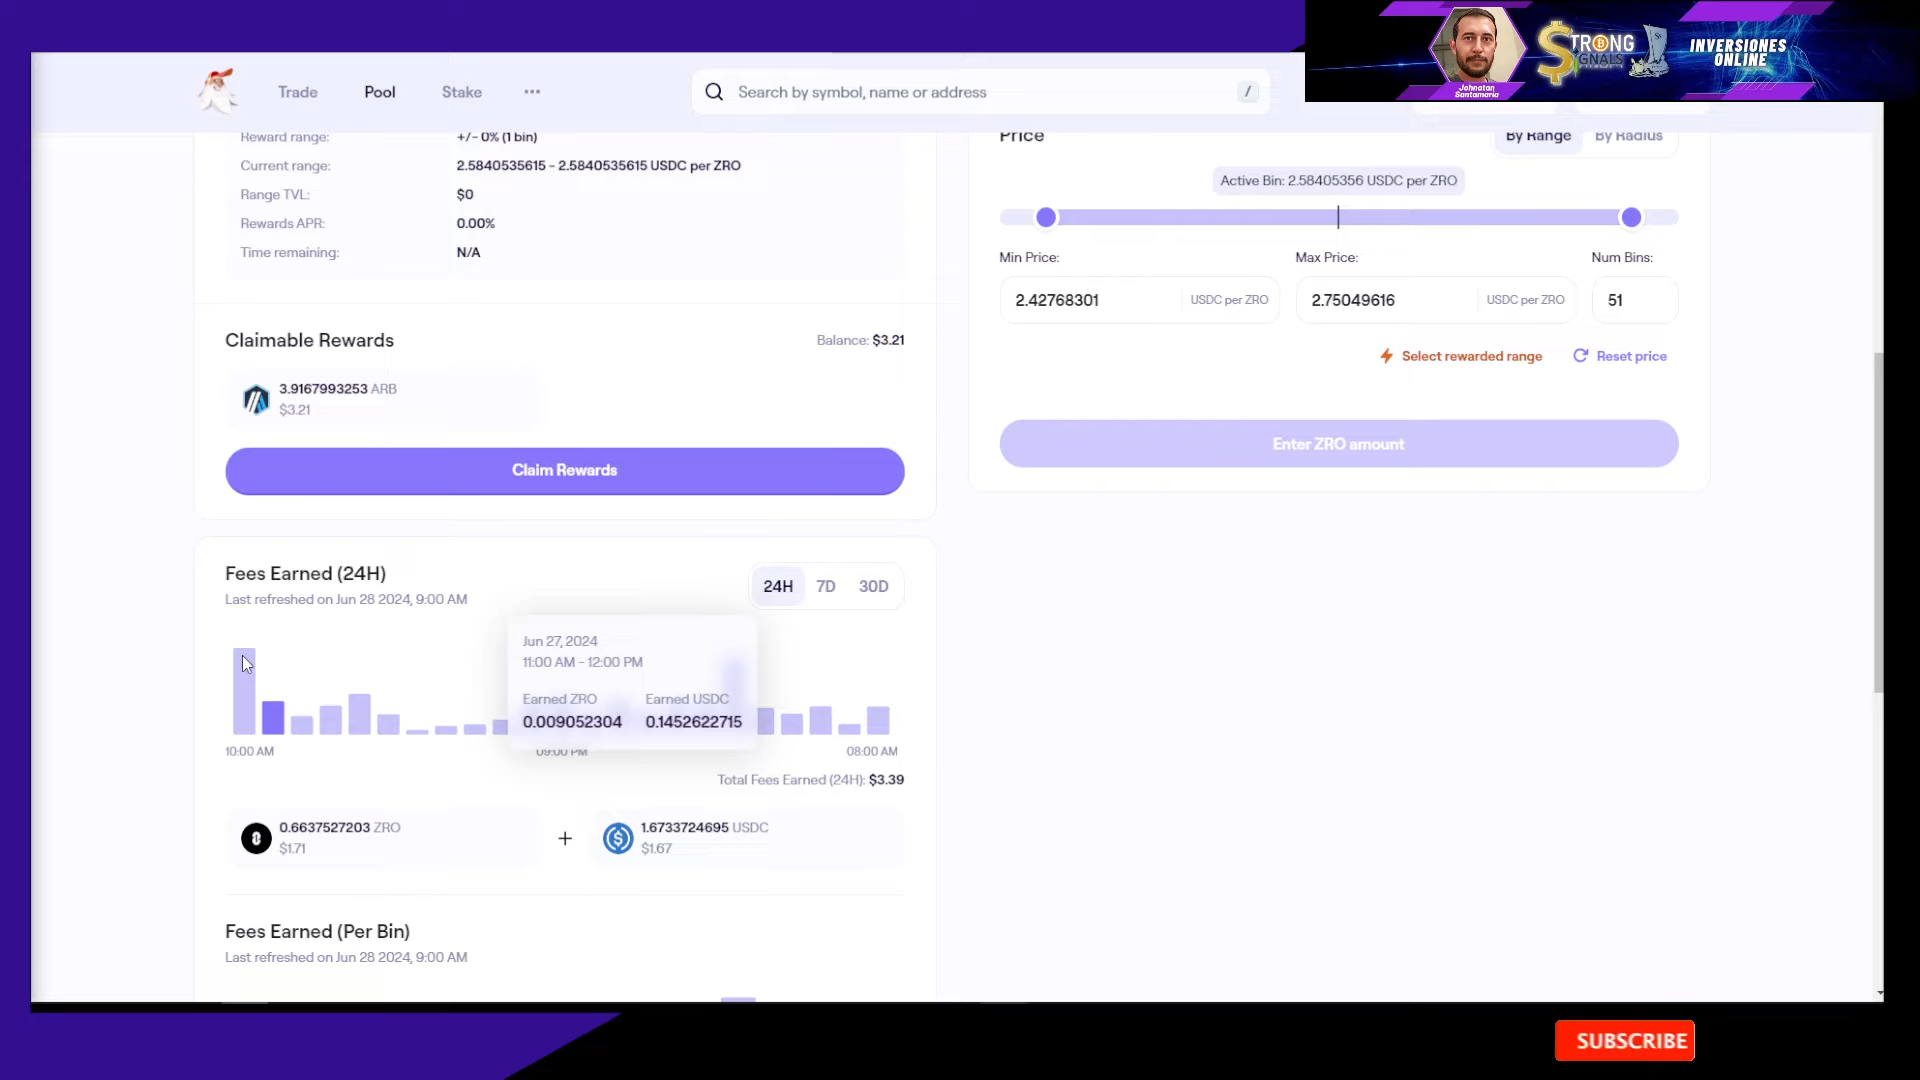 Trade
Pool
Stake
Search by symbol, name or address
/
Johnatan
Santamaria
INVERSIONES
ONLINE
Reward range:
+/- 0% (1 bin)
Current range:
2.5840535615 - 2.5840535615 USDC per ZRO
Range TVL:
$0
Rewards APR:
0.00%
Time remaining:
N/A
Claimable Rewards
Balance: $3.21
3.9167993253 ARB
$3.21
Claim Rewards
Price
By Range
By Radius
Active Bin: 2.58405356 USDC per ZRO
Min Price:
Max Price:
Num Bins:
2.42768301
USDC per ZRO
2.75049616
USDC per ZRO
51
Select rewarded range
Reset price
Enter ZRO amount
Fees Earned (24H)
Last refreshed on Jun 28 2024, 9:00 AM
24H
7D
30D
Jun 27, 2024
11:00 AM - 12:00 PM
Earned ZRO
Earned USDC
0.009052304
0.1452622715
10:00 AM
09:00 PM
08:00 AM
Total Fees Earned (24H): $3.39
0.6637527203 ZRO
$1.71
+
1.6733724695 USDC
$1.67
Fees Earned (Per Bin)
Last refreshed on Jun 28 2024, 9:00 AM
SUBSCRIBE